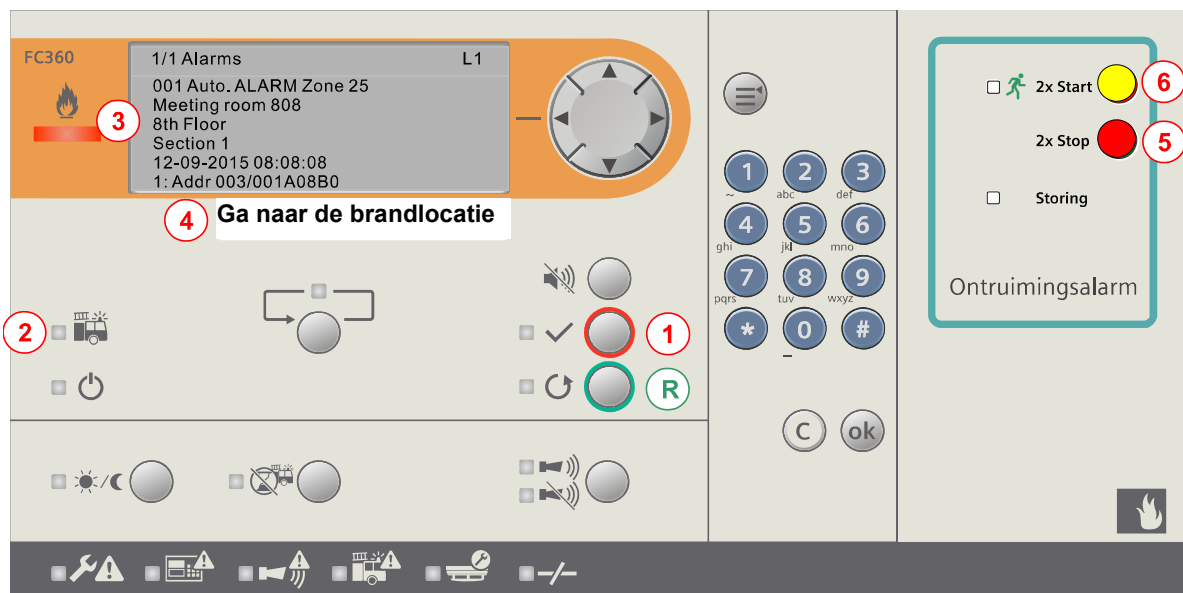 FC360
1/1 Alarms L1
001 Auto. ALARM Zone 25
Meeting room 808
8th Floor
Section 1
12-09-2015 08:08:08
1: Addr 003/001A08B0
3
4 Ga naar de brandlocatie
2
1
R
1 2 3
~ abc def
4 5 6
ghi jkl mno
7 8 9
pqrs tuv wxyz
* 0 #
_
C ok
2x Start 6
2x Stop 5
Storing
Ontruimingsalarm